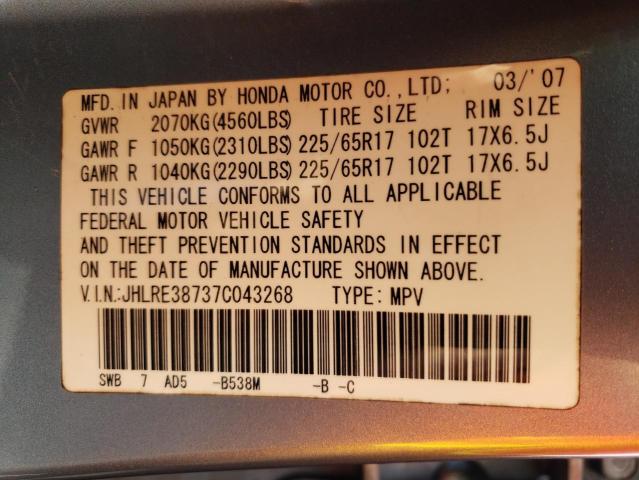 MFD. IN JAPAN BY HONDA MOTOR CO.,LTD; 03/'07
GVWR 2070KG(4560LBS) TIRE SIZE RIM SIZE
GAWR F 1050KG(2310LBS) 225/65R17 102T 17X6.5J
GAWR R 1040KG(2290LBS) 225/65R17 102T 17X6.5J
THIS VEHICLE CONFORMS TO ALL APPLICABLE
FEDERAL MOTOR VEHICLE SAFETY
AND THEFT PREVENTION STANDARDS IN EFFECT
ON THE DATE OF MANUFACTURE SHOWN ABOVE.
V.I.N.:JHLRE38737C043268 TYPE: MPV
SWB 7 AD5 -B538M -B -C